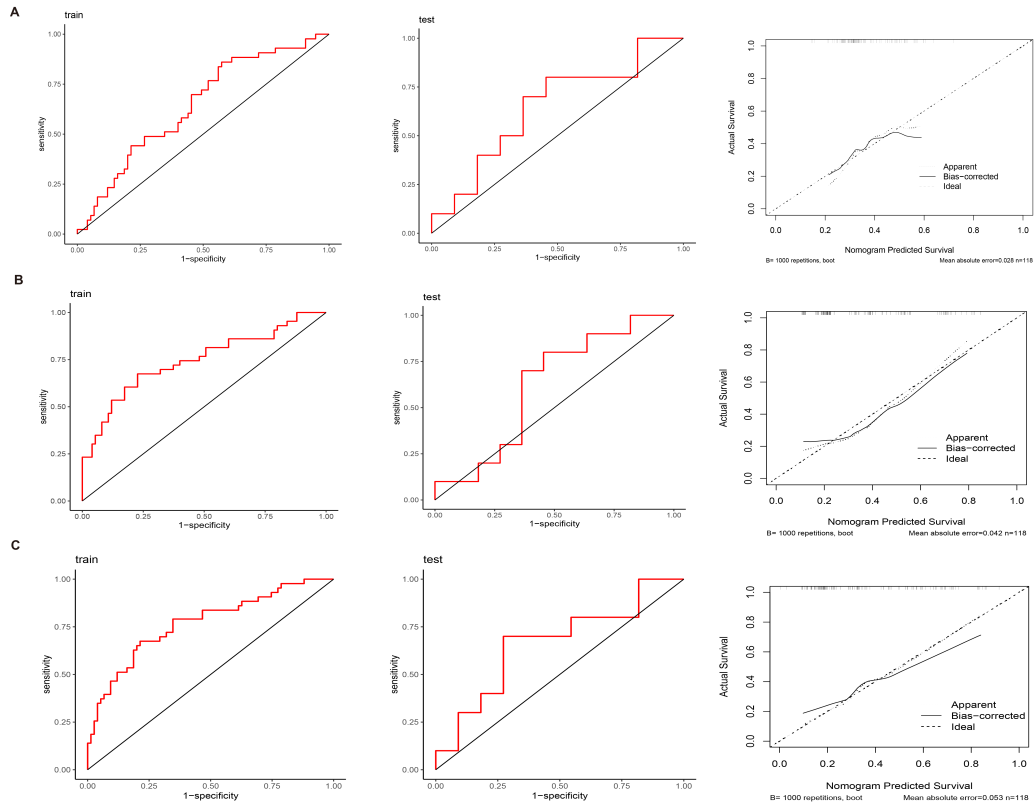 A
train
1.00
0.75
0.50
0.25
0.00
sensitivity
0.00 0.25 0.50 0.75 1.00
1−specificity
test
1.00
0.75
0.50
0.25
0.00
sensitivity
0.00 0.25 0.50 0.75 1.00
1−specificity
1.0
0.8
0.6
0.4
0.2
0.0
Actual Survival
Apparent
Bias−corrected
Ideal
0.0 0.2 0.4 0.6 0.8 1.0
Nomogram Predicted Survival
B= 1000 repetitions, boot Mean absolute error=0.028 n=118
B
train
1.00
0.75
0.50
0.25
0.00
sensitivity
0.00 0.25 0.50 0.75 1.00
1−specificity
test
1.00
0.75
0.50
0.25
0.00
sensitivity
0.00 0.25 0.50 0.75 1.00
1−specificity
1.0
0.8
0.6
0.4
0.2
0.0
Actual Survival
Apparent
Bias−corrected
Ideal
0.0 0.2 0.4 0.6 0.8 1.0
Nomogram Predicted Survival
B= 1000 repetitions, boot Mean absolute error=0.042 n=118
C
train
1.00
0.75
0.50
0.25
0.00
sensitivity
0.00 0.25 0.50 0.75 1.00
1−specificity
test
1.00
0.75
0.50
0.25
0.00
sensitivity
0.00 0.25 0.50 0.75 1.00
1−specificity
1.0
0.8
0.6
0.4
0.2
0.0
Actual Survival
Apparent
Bias−corrected
Ideal
0.0 0.2 0.4 0.6 0.8 1.0
Nomogram Predicted Survival
B= 1000 repetitions, boot Mean absolute error=0.053 n=118